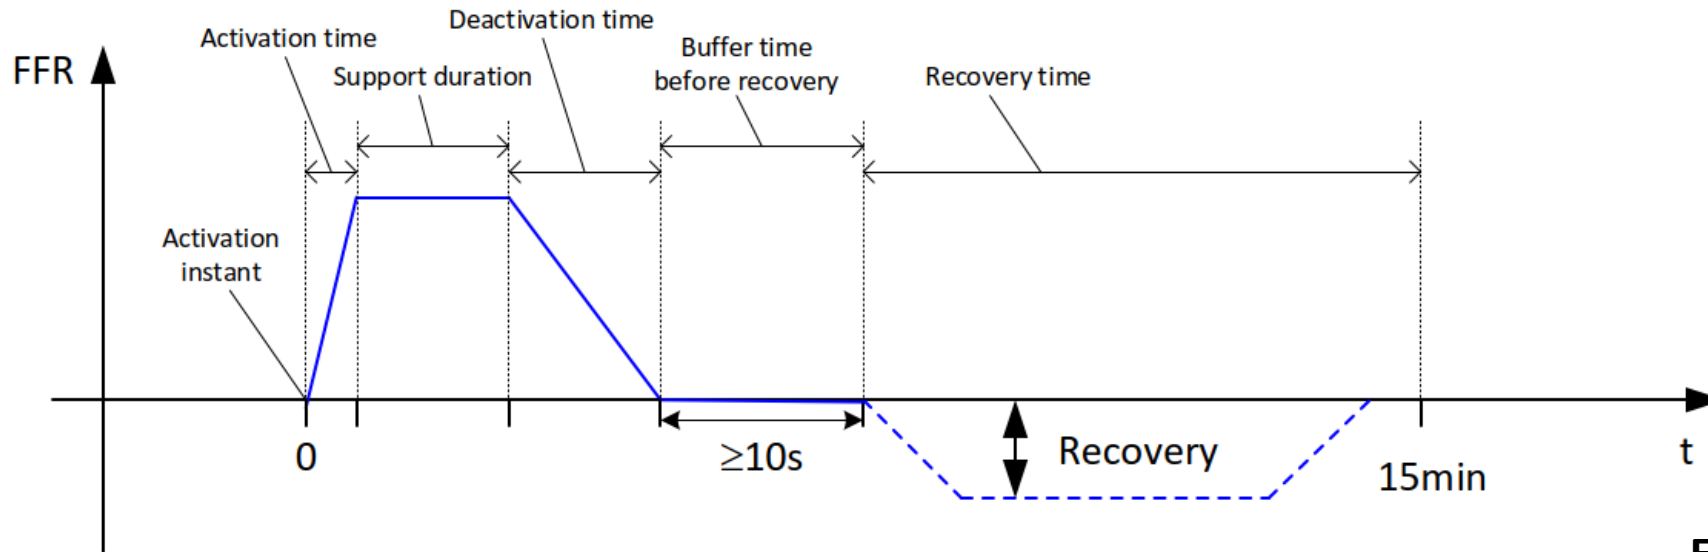 Deactivation time
Activation time
Buffer time
before recovery
FFR
Support duration
Recovery time
Activation
instant
0
≥10s
Recovery
15min
t